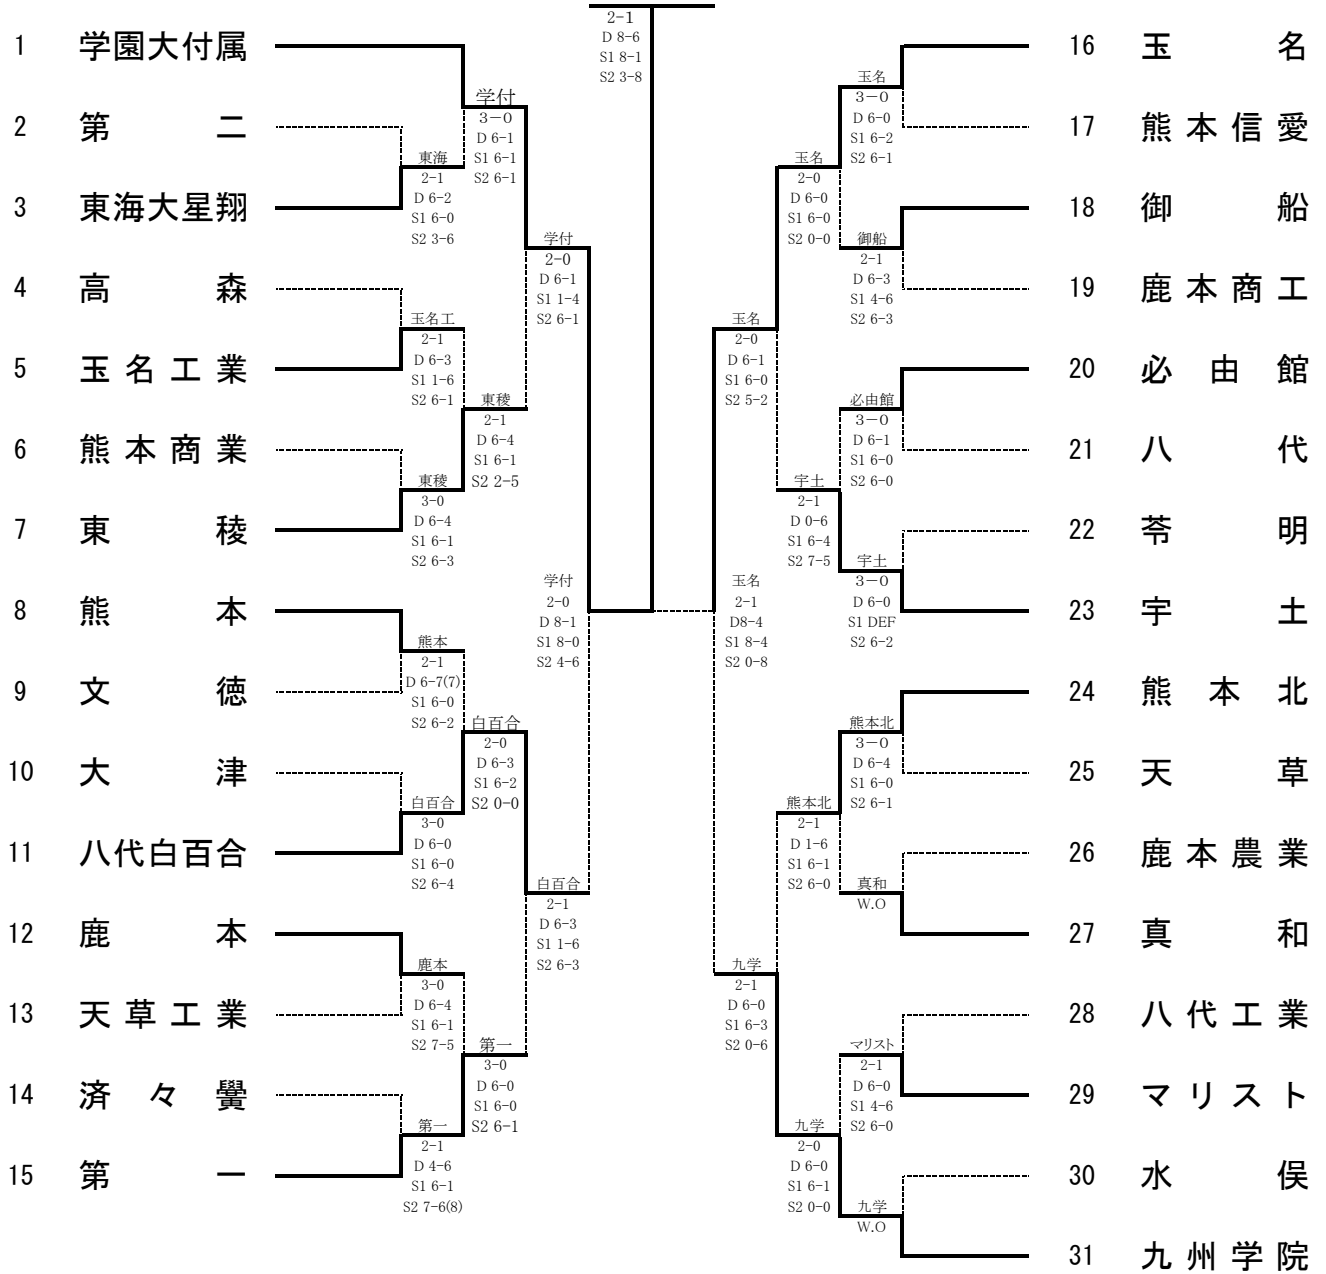 2-1
D 8-6
S1 8-1
S2 3-8
1 学園大付属
2 第二
3 東海大星翔
4 高森
5 玉名工業
6 熊本商業
7 東稜
8 熊本
9 文徳
10 大津
11 八代白百合
12 鹿本
13 天草工業
14 済々黌
15 第一
東海
2-1
D 6-2
S1 6-0
S2 3-6
玉名工
2-1
D 6-3
S1 1-6
S2 6-1
東稜
3-0
D 6-4
S1 6-1
S2 6-3
熊本
2-1
D 6-7(7)
S1 6-0
S2 6-2
白百合
3-0
D 6-0
S1 6-0
S2 6-4
鹿本
3-0
D 6-4
S1 6-1
S2 7-5
第一
2-1
D 4-6
S1 6-1
S2 7-6(8)
学付
3-0
D 6-1
S1 6-1
S2 6-1
東稜
2-1
D 6-4
S1 6-1
S2 2-5
白百合
2-0
D 6-3
S1 6-2
S2 0-0
第一
3-0
D 6-0
S1 6-0
S2 6-1
学付
2-0
D 6-1
S1 1-4
S2 6-1
白百合
2-1
D 6-3
S1 1-6
S2 6-3
学付
2-0
D 8-1
S1 8-0
S2 4-6
玉名
2-1
D8-4
S1 8-4
S2 0-8
玉名
2-0
D 6-1
S1 6-0
S2 5-2
九学
2-1
D 6-0
S1 6-3
S2 0-6
玉名
2-0
D 6-0
S1 6-0
S2 0-0
宇土
2-1
D 0-6
S1 6-4
S2 7-5
熊本北
2-1
D 1-6
S1 6-1
S2 6-0
九学
2-0
D 6-0
S1 6-1
S2 0-0
玉名
3-0
D 6-0
S1 6-2
S2 6-1
御船
2-1
D 6-3
S1 4-6
S2 6-3
必由館
3-0
D 6-1
S1 6-0
S2 6-0
宇土
3-0
D 6-0
S1 DEF
S2 6-2
熊本北
3-0
D 6-4
S1 6-0
S2 6-1
真和
W.O
マリスト
2-1
D 6-0
S1 4-6
S2 6-0
九学
W.O
16 玉名
17 熊本信愛
18 御船
19 鹿本商工
20 必由館
21 八代
22 苓明
23 宇土
24 熊本北
25 天草
26 鹿本農業
27 真和
28 八代工業
29 マリスト
30 水俣
31 九州学院